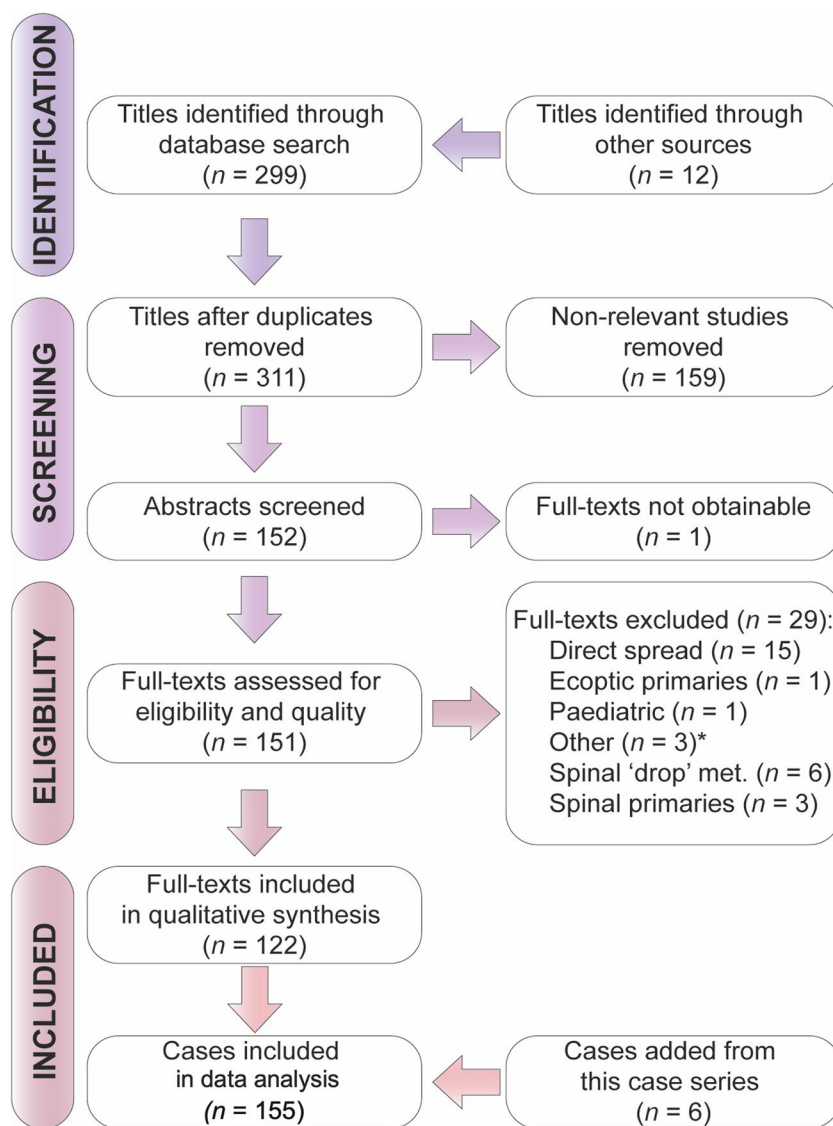 IDENTIFICATION
Titles identified through
database search
(n = 299)
Titles identified through
other sources
(n = 12)
SCREENING
Titles after duplicates
removed
(n = 311)
Non-relevant studies
removed
(n = 159)
Abstracts screened
(n = 152)
Full-texts not obtainable
(n = 1)
ELIGIBILITY
Full-texts assessed for
eligibility and quality
(n = 151)
Full-texts excluded (n = 29):
Direct spread (n = 15)
Ecoptic primaries (n = 1)
Paediatric (n = 1)
Other (n = 3)*
Spinal ‘drop’ met. (n = 6)
Spinal primaries (n = 3)
INCLUDED
Full-texts included
in qualitative synthesis
(n = 122)
Cases included
in data analysis
(n = 155)
Cases added from
this case series
(n = 6)